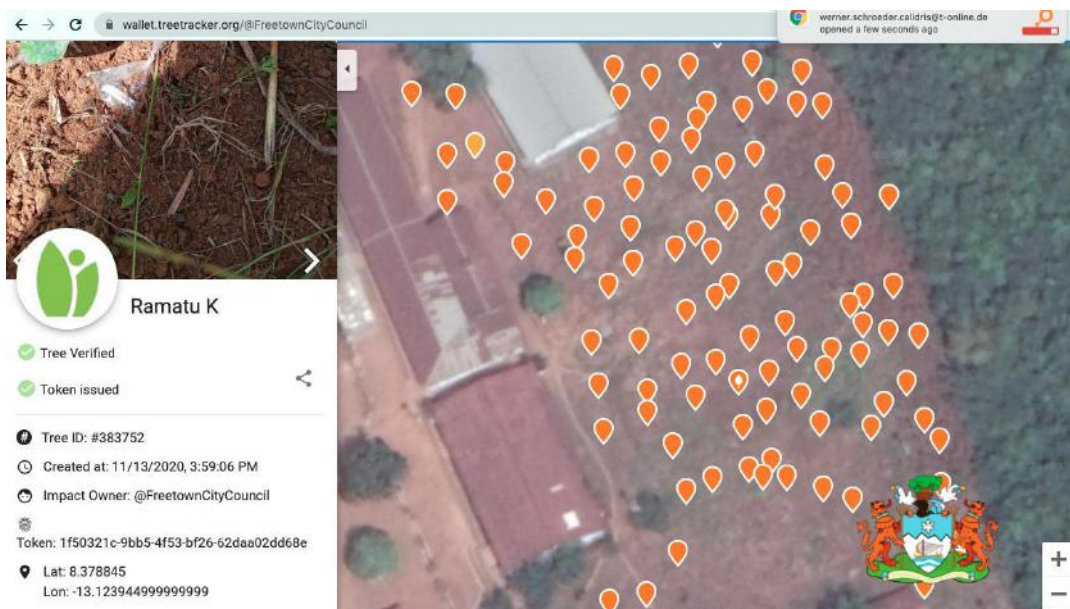 wallet.treetracker.org/@FreetownCityCouncil
werner.schroeder.calidris@t-online.de
opened a few seconds ago
Ramatu K
Tree Verified
Token issued
Tree ID: #383752
Created at: 11/13/2020, 3:59:06 PM
Impact Owner: @FreetownCityCouncil
Token: 1f50321c-9bb5-4f53-bf26-62daa02dd68e
Lat: 8.378845
Lon: -13.123944999999999